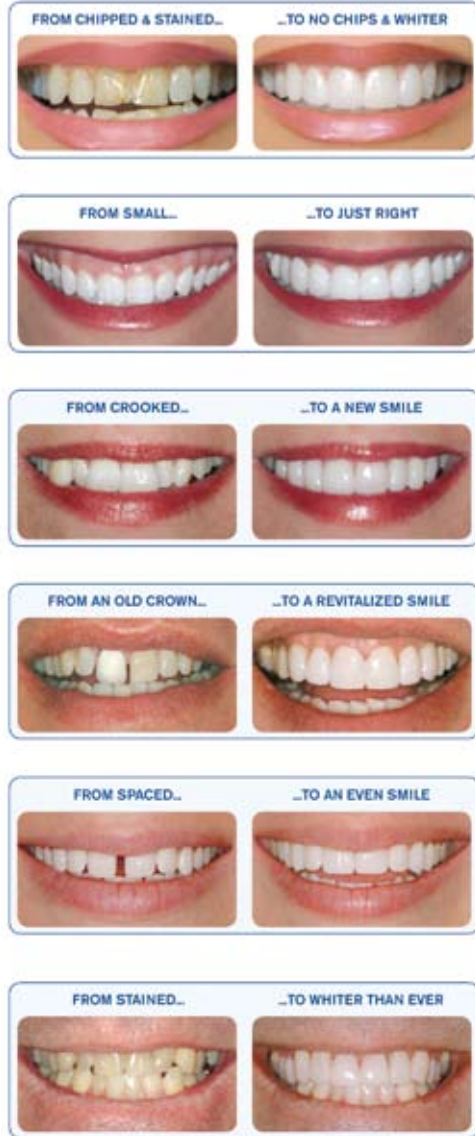 FROM CHIPPED & STAINED... ...TO NO CHIPS & WHITER
FROM SMALL... ...TO JUST RIGHT
FROM CROOKED... ...TO A NEW SMILE
FROM AN OLD CROWN... ...TO A REVITALIZED SMILE
FROM SPACED... ...TO AN EVEN SMILE
FROM STAINED... ...TO WHITER THAN EVER